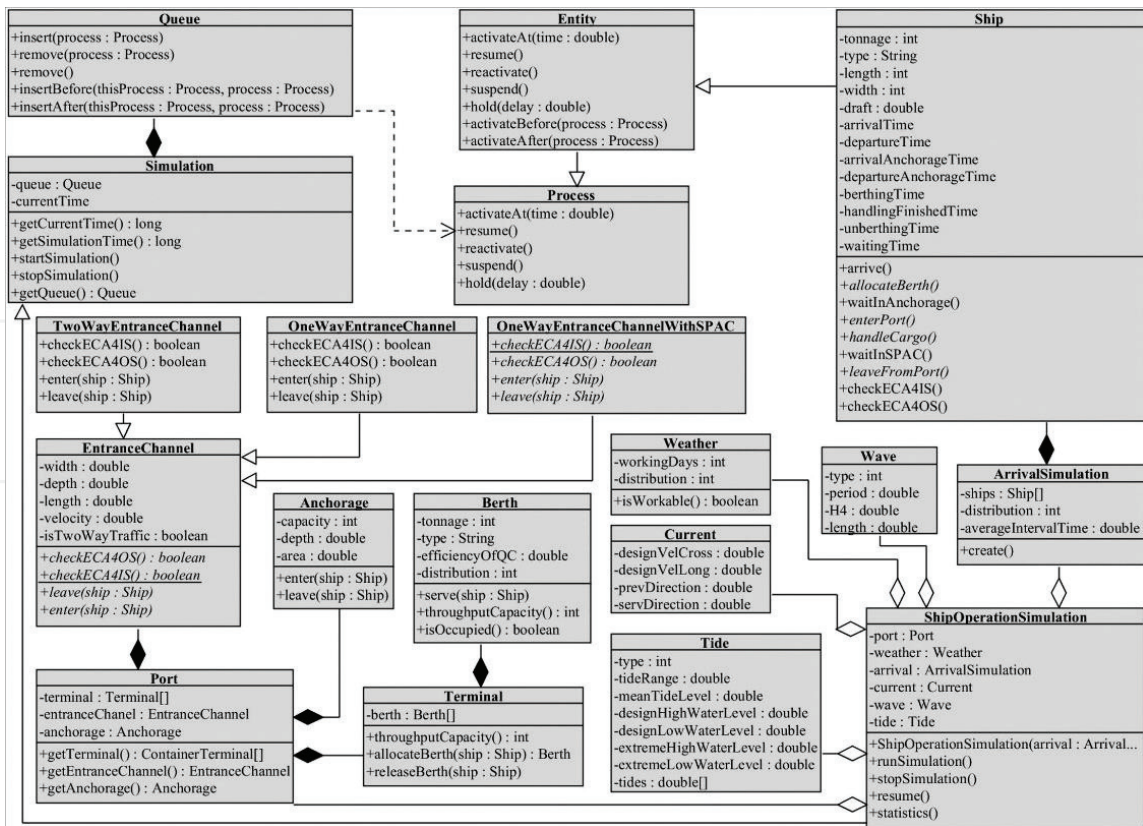 Queue
+insert(process : Process)
+remove(process : Process)
+remove()
+insertBefore(thisProcess : Process, process : Process)
+insertAfter(thisProcess : Process, process : Process)
Entity
+activateAt(time : double)
+resume()
+reactivate()
+suspend()
+hold(delay : double)
+activateBefore(process : Process)
+activateAfter(process : Process)
Ship
-tonnage : int
-type : String
-length : int
-width : int
-draft : double
-arrivalTime
-departureTime
-arrivalAnchorageTime
-departureAnchorageTime
-berthingTime
-handlingFinishedTime
-unberthingTime
-waitingTime
+arrive()
+allocateBerth()
+waitInAnchorage()
+enterPort()
+handleCargo()
+waitInSPAC()
+leaveFromPort()
+checkECA4IS()
+checkECA4OS()
Simulation
-queue : Queue
-currentTime
+getCurrentTime() : long
+getSimulationTime() : long
+startSimulation()
+stopSimulation()
+getQueue() : Queue
Process
+activateAt(time : double)
+resume()
+reactivate()
+suspend()
+hold(delay : double)
TwoWayEntranceChannel
+checkECA4IS() : boolean
+checkECA4OS() : boolean
+enter(ship : Ship)
+leave(ship : Ship)
OneWayEntranceChannel
+checkECA4IS() : boolean
+checkECA4OS() : boolean
+enter(ship : Ship)
+leave(ship : Ship)
OneWayEntranceChannelWithSPAC
+checkECA4IS() : boolean
+checkECA4OS() : boolean
+enter(ship : Ship)
+leave(ship : Ship)
EntranceChannel
-width : double
-depth : double
-length : double
-velocity : double
-isTwoWayTraffic : boolean
+checkECA4OS() : boolean
+checkECA4IS() : boolean
+leave(ship : Ship)
+enter(ship : Ship)
Anchorage
-capacity : int
-depth : double
-area : double
+enter(ship : Ship)
+leave(ship : Ship)
Berth
-tonnage : int
-type : String
-efficiencyOfQC : double
-distribution : int
+serve(ship : Ship)
+throughputCapacity() : int
+isOccupied() : boolean
Weather
-workingDays : int
-distribution : int
+isWorkable() : boolean
Wave
-type : int
-period : double
-H4 : double
-length : double
ArrivalSimulation
-ships : Ship[]
-distribution : int
-averageIntervalTime : double
+create()
Current
-designVelCross : double
-designVelLong : double
-prevDirection : double
-servDirection : double
Port
-terminal : Terminal[]
-entranceChanel : EntranceChannel
-anchorage : Anchorage
+getTerminal() : ContainerTerminal[]
+getEntranceChannel() : EntranceChannel
+getAnchorage() : Anchorage
Terminal
-berth : Berth[]
+throughputCapacity() : int
+allocateBerth(ship : Ship) : Berth
+releaseBerth(ship : Ship)
Tide
-type : int
-tideRange : double
-meanTideLevel : double
-designHighWaterLevel : double
-designLowWaterLevel : double
-extremeHighWaterLevel : double
-extremeLowWaterLevel : double
-tides : double[]
ShipOperationSimulation
-port : Port
-weather : Weather
-arrival : ArrivalSimulation
-current : Current
-wave : Wave
-tide : Tide
+ShipOperationSimulation(arrival : Arrival...
+runSimulation()
+stopSimulation()
+resume()
+statistics()